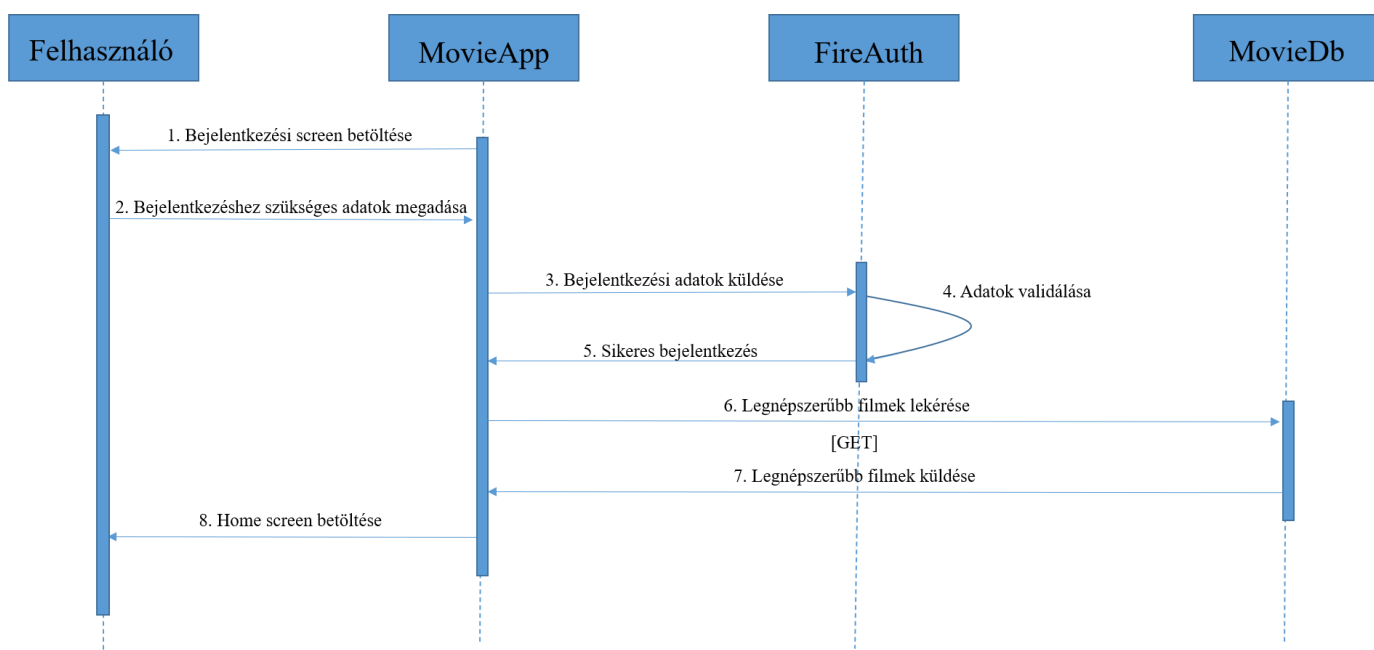 Felhasználó
MovieApp
FireAuth
MovieDb
1. Bejelentkezési screen betöltése
2. Bejelentkezéshez szükséges adatok megadása
3. Bejelentkezési adatok küldése
4. Adatok validálása
5. Sikeres bejelentkezés
6. Legnépszerűbb filmek lekérése
[GET]
7. Legnépszerűbb filmek küldése
8. Home screen betöltése